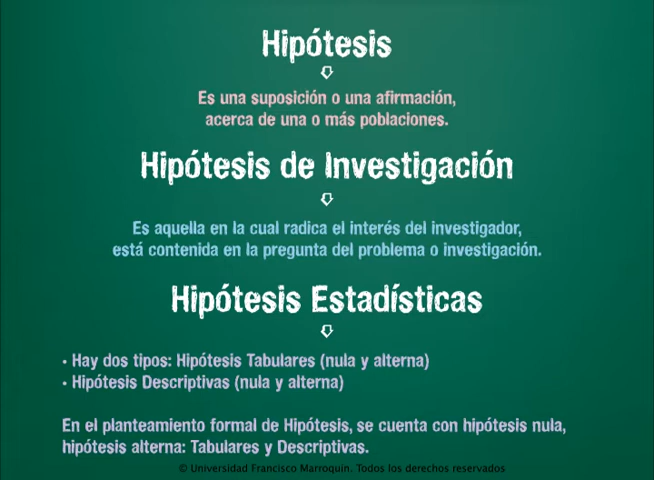 Hipótesis
Es una suposición o una afirmación,
acerca de una o más poblaciones.
Hipótesis de Investigación
Es aquella en la cual radica el interés del investigador,
está contenida en la pregunta del problema o investigación.
Hipótesis Estadísticas
• Hay dos tipos: Hipótesis Tabulares (nula y alterna)
• Hipótesis Descriptivas (nula y alterna)
En el planteamiento formal de Hipótesis, se cuenta con hipótesis nula,
hipótesis alterna: Tabulares y Descriptivas.
© Universidad Francisco Marroquín. Todos los derechos reservados